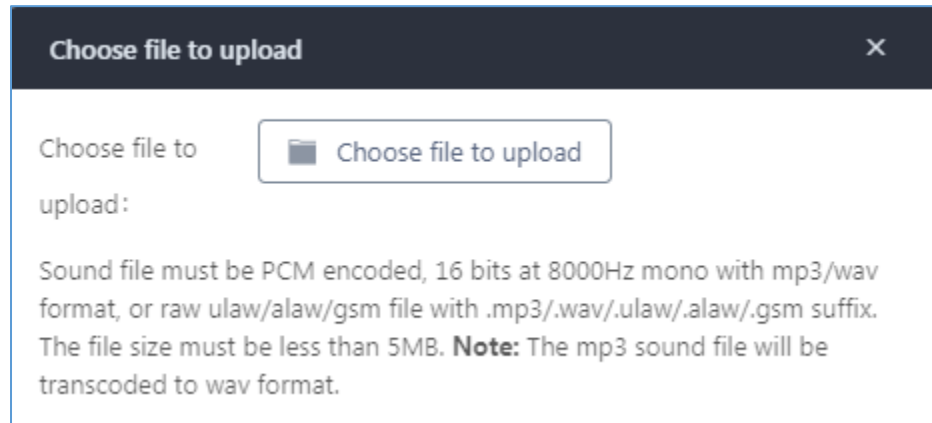 Choose file to upload
Choose file to
upload:
Choose file to upload
Sound file must be PCM encoded, 16 bits at 8000Hz mono with mp3/wav
format, or raw ulaw/alaw/gsm file with .mp3/.wav/.ulaw/.alaw/.gsm suffix.
The file size must be less than 5MB. Note: The mp3 sound file will be
transcoded to wav format.